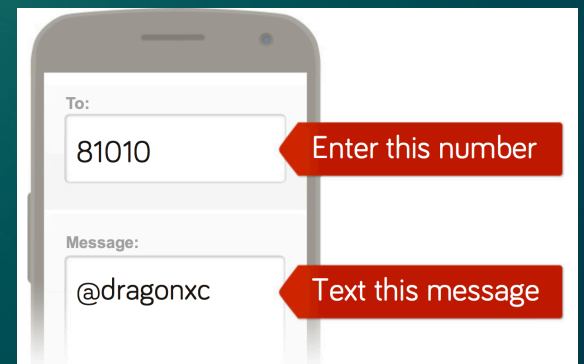 To:
81010
Enter this number
Message:
@dragonxc
Text this message